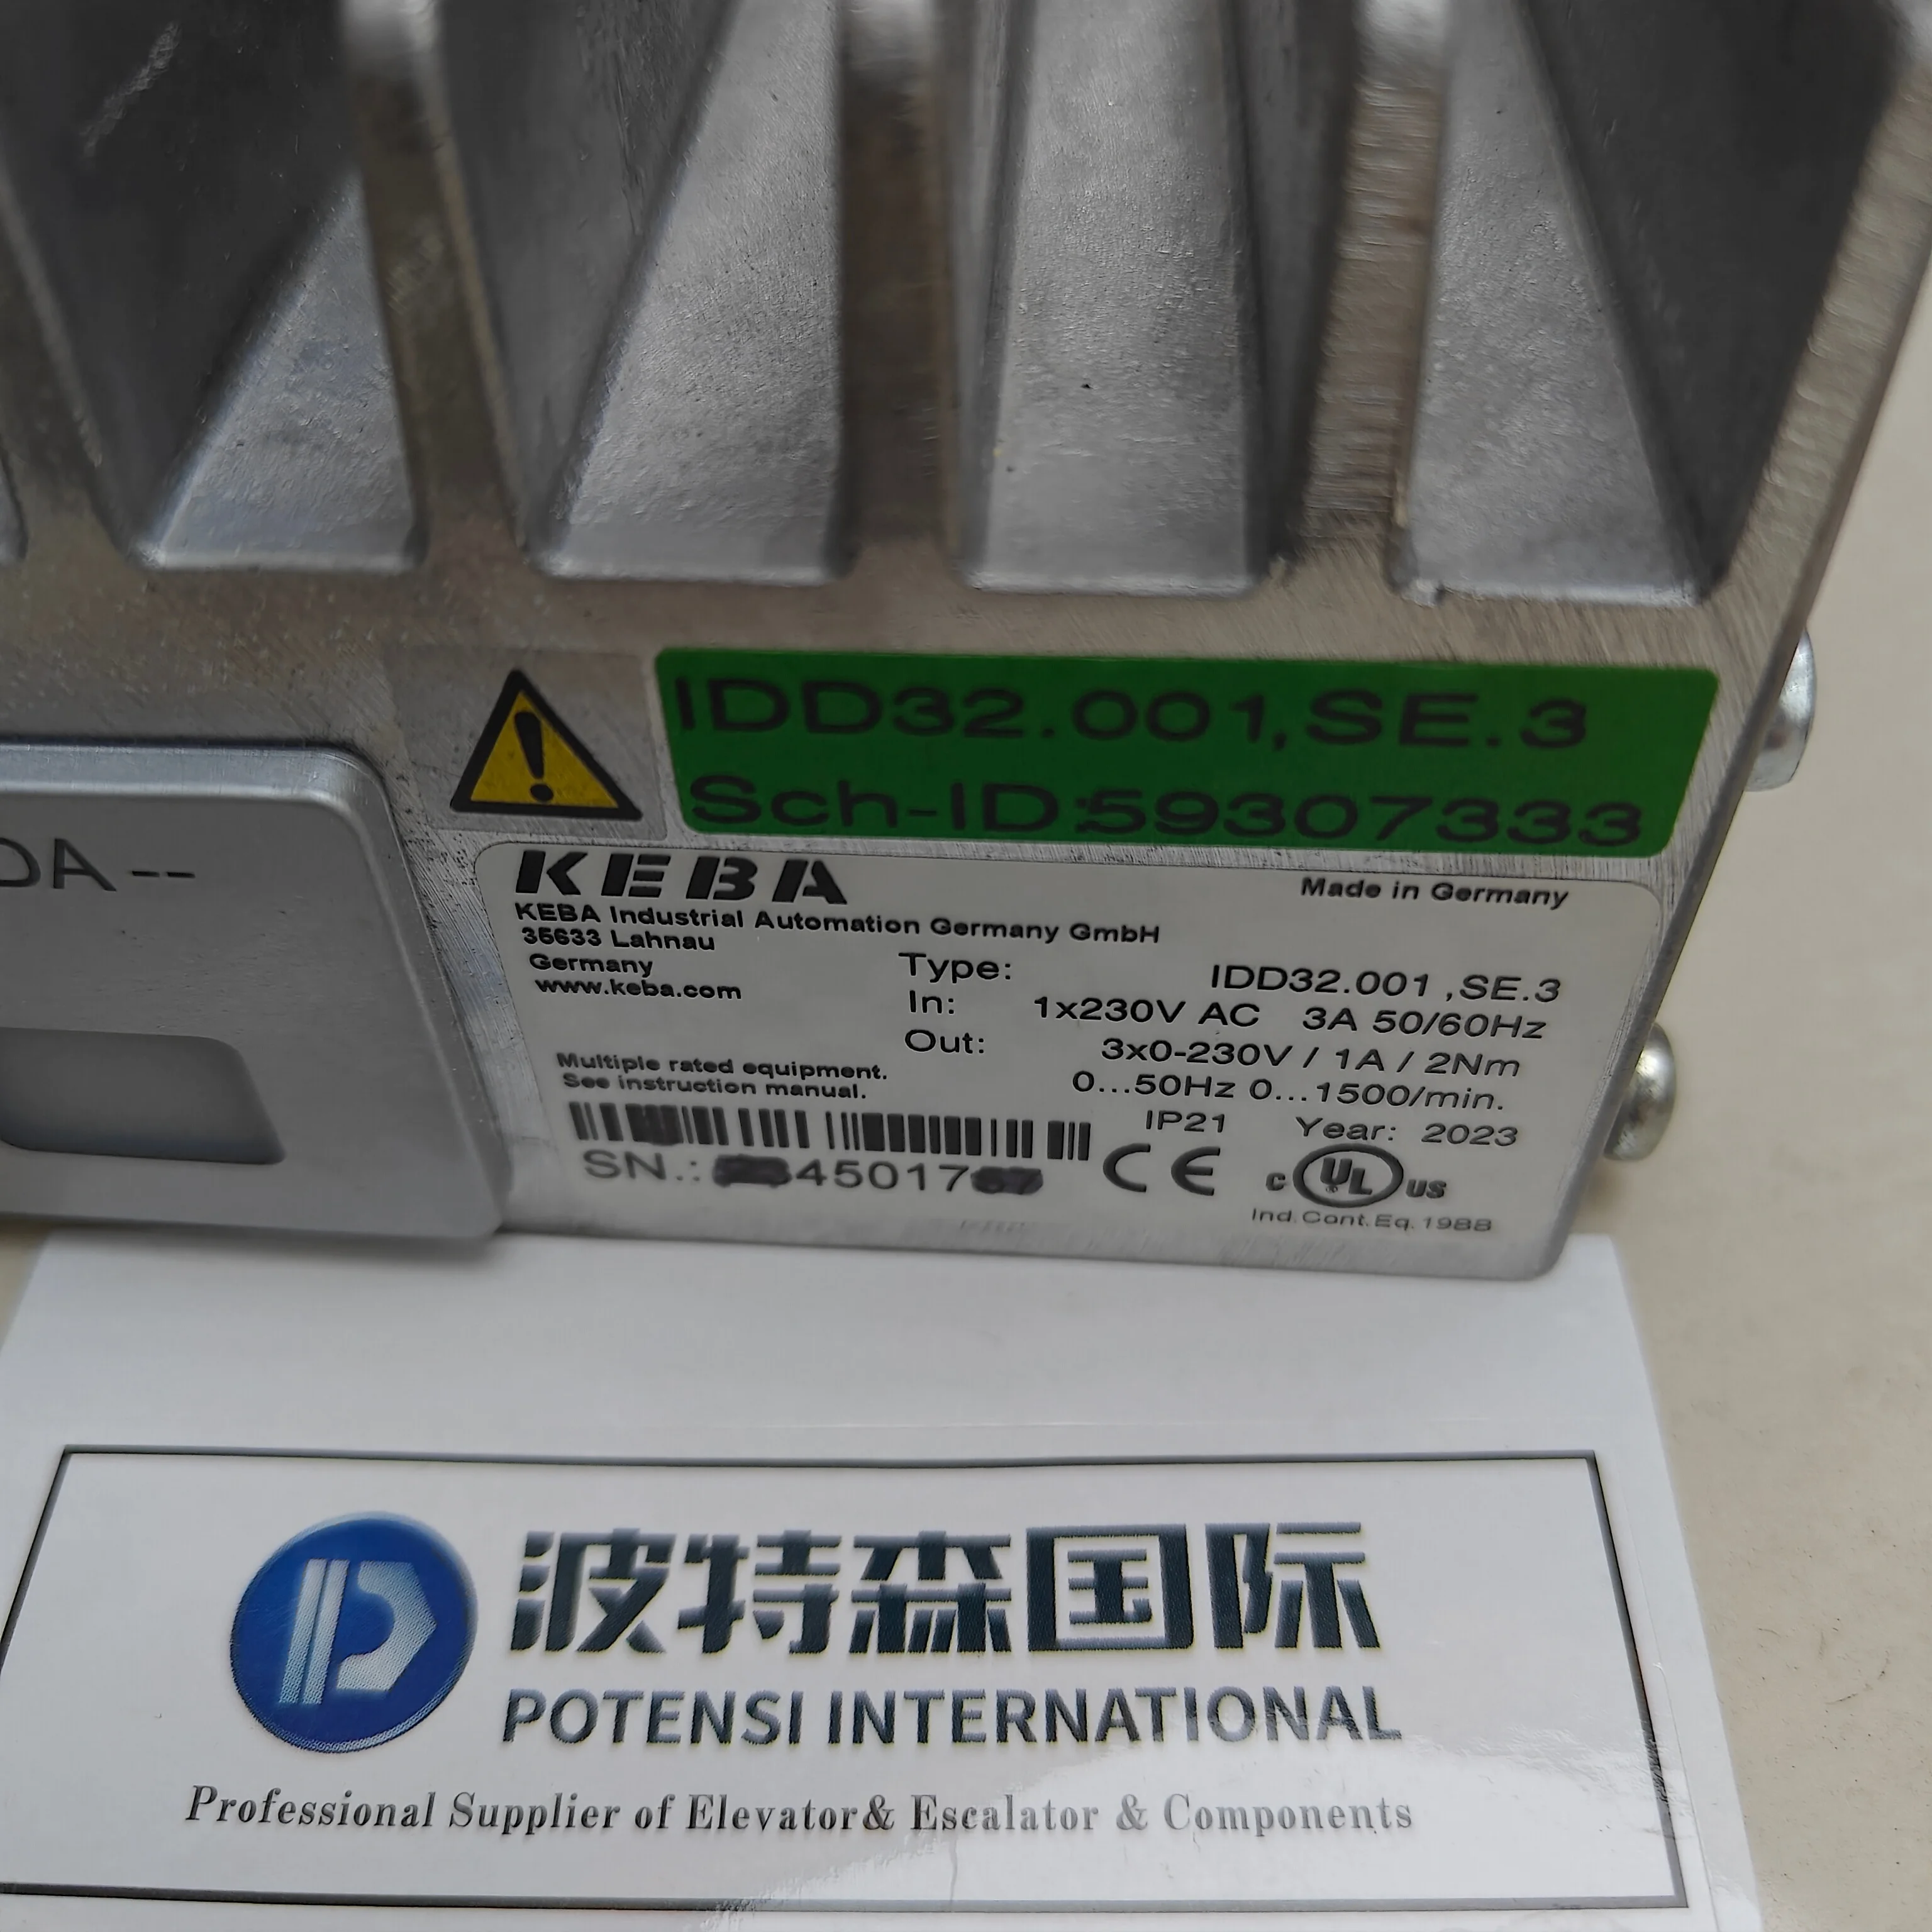 IDD32.001,SE.3
Sch-ID:59307333
DA--
KEBA
Made in Germany
KEBA Industrial Automation Germany GmbH
35633 Lahnau
Germany
www.keba.com
Type: IDD32.001 ,SE.3
In: 1x230V AC 3A 50/60Hz
Out: 3x0-230V / 1A / 2Nm
0...50Hz 0...1500/min.
Multiple rated equipment.
See instruction manual.
IP21 Year: 2023
SN.: 45017
CE c UL ® us
Ind.Cont.Eq.1988
波特森国际
POTENSI INTERNATIONAL
Professional Supplier of Elevator& Escalator & Components